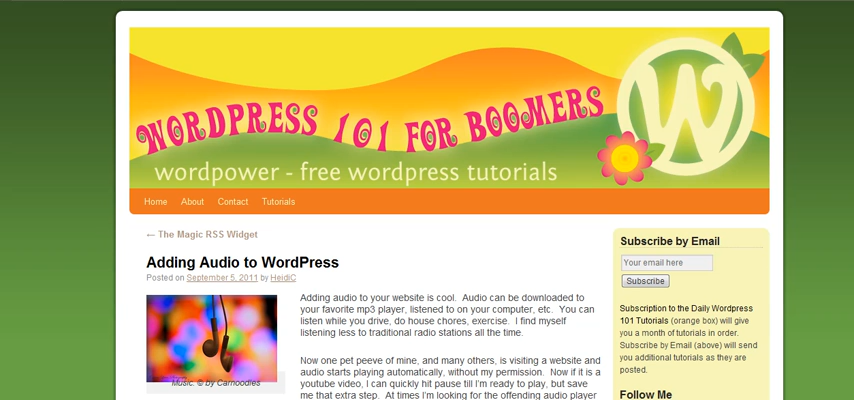 WORDPRESS 101 FOR BOOMERS
W
wordpower - free wordpress tutorials
Home About Contact Tutorials
← The Magic RSS Widget
Adding Audio to WordPress
Posted on September 5, 2011 by HeidiC
Music: © by Carnoodles
Adding audio to your website is cool. Audio can be downloaded to
your favorite mp3 player, listened to on your computer, etc. You can
listen while you drive, do house chores, exercise. I find myself
listening less to traditional radio stations all the time.
Now one pet peeve of mine, and many others, is visiting a website and
audio starts playing automatically, without my permission. Now if it is a
youtube video, I can quickly hit pause till I'm ready to play, but save
me that extra step. At times I'm looking for the offending audio player
Subscribe by Email
Your email here
Subscribe
Subscription to the Daily Wordpress
101 Tutorials (orange box) will give
you a month of tutorials in order.
Subscribe by Email (above) will send
you additional tutorials as they are
posted.
Follow Me